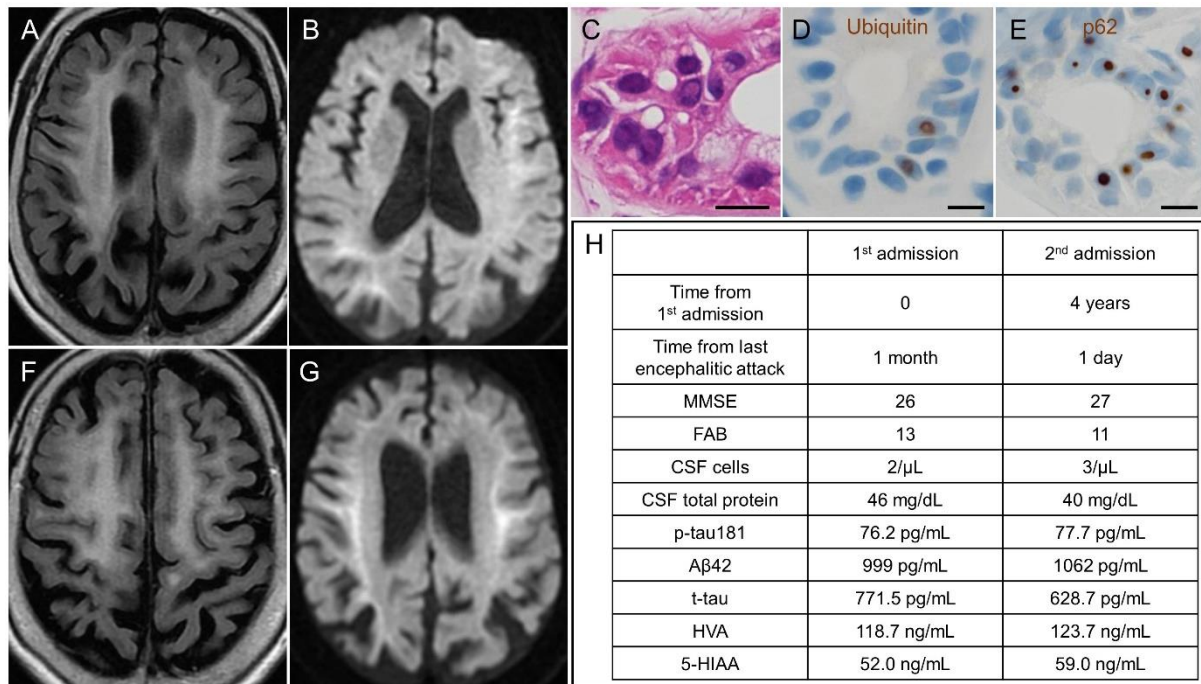 A
B
C
D Ubiquitin
E p62
F
G
H
1st admission 2nd admission
Time from
1st admission 0 4 years
Time from last
encephalitic attack 1 month 1 day
MMSE 26 27
FAB 13 11
CSF cells 2/μL 3/μL
CSF total protein 46 mg/dL 40 mg/dL
p-tau181 76.2 pg/mL 77.7 pg/mL
Aβ42 999 pg/mL 1062 pg/mL
t-tau 771.5 pg/mL 628.7 pg/mL
HVA 118.7 ng/mL 123.7 ng/mL
5-HIAA 52.0 ng/mL 59.0 ng/mL